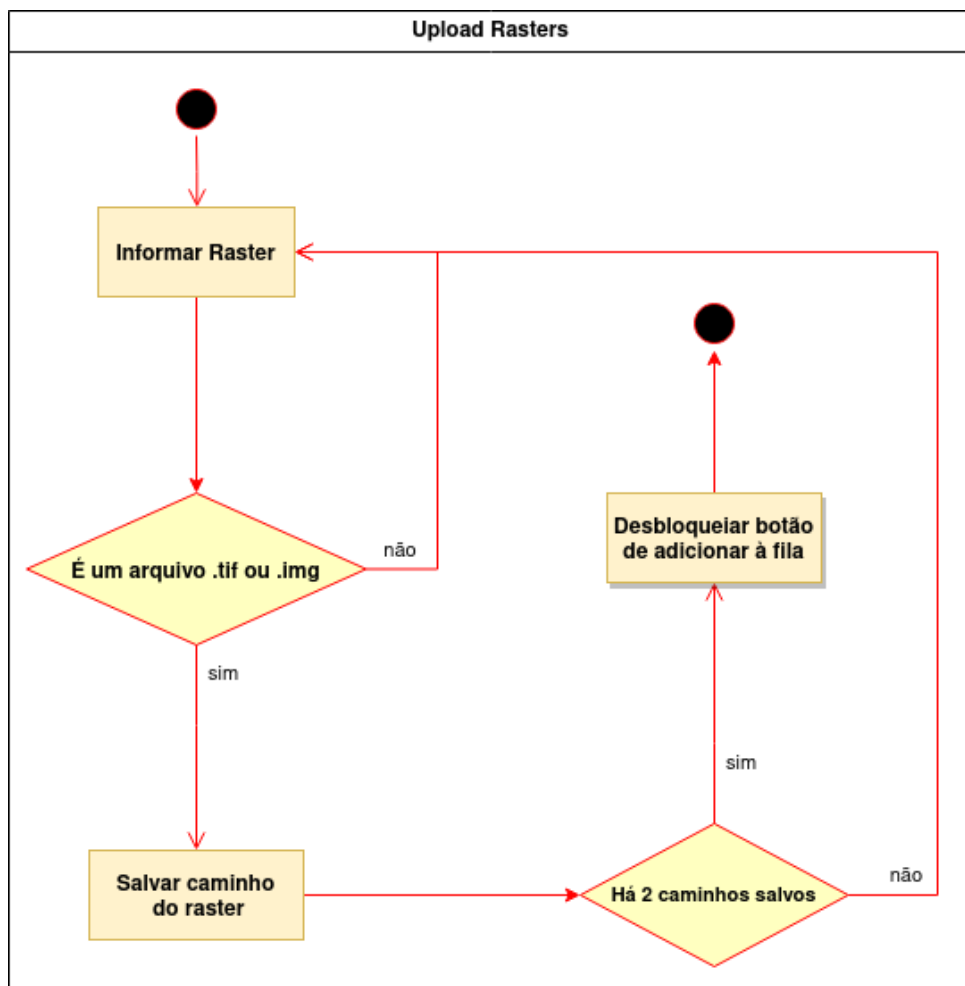 Upload Rasters
Informar Raster
É um arquivo .tif ou .img
não
sim
Salvar caminho
do raster
Há 2 caminhos salvos
não
sim
Desbloqueiar botão
de adicionar à fila